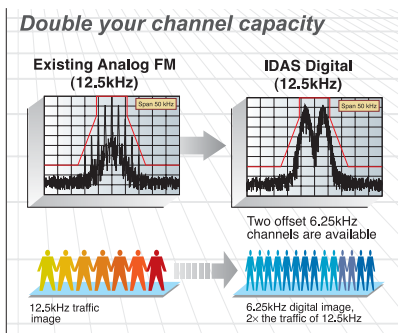 Double your channel capacity
Existing Analog FM
(12.5kHz)
IDAS Digital
(12.5kHz)
Span 50 kHz
Span 50 kHz
Two offset 6.25kHz
channels are available
12.5kHz traffic
image
6.25kHz digital image,
2× the traffic of 12.5kHz